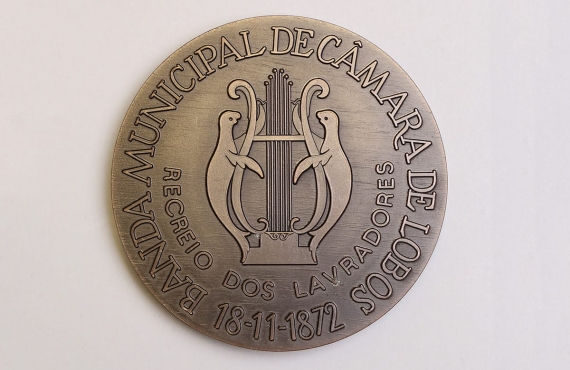 BANDA MUNICIPAL DE CÂMARA DE LOBOS
RECREIO DOS LAVRADORES
18-11-1872